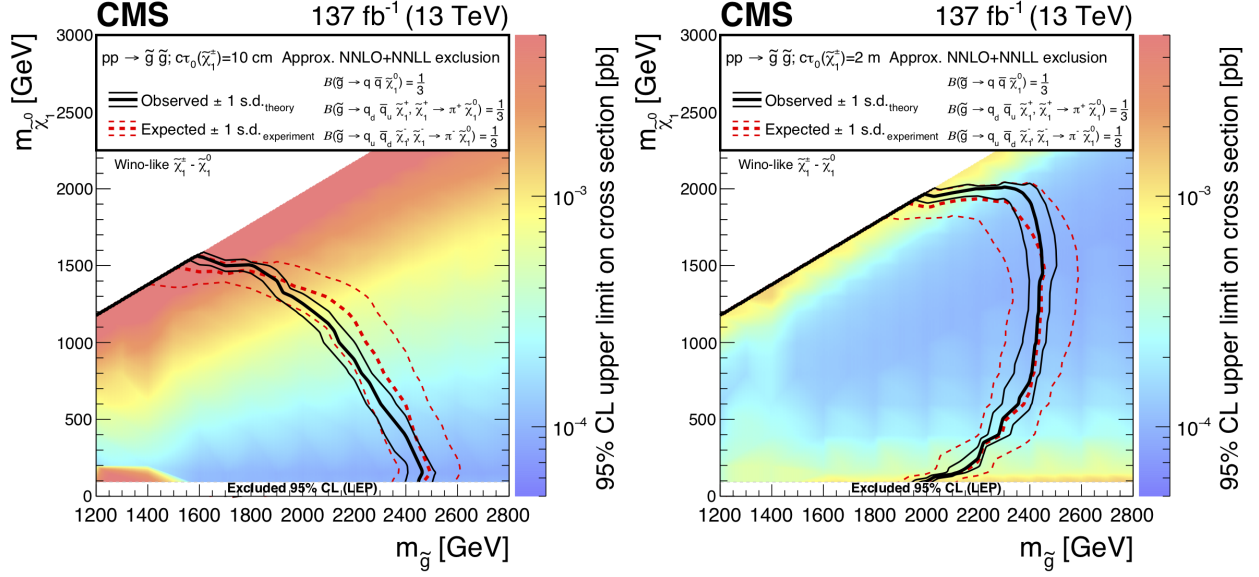 CMS 137 fb⁻¹ (13 TeV)
pp → g̃ g̃; cτ₀(χ̃₁±)=10 cm Approx. NNLO+NNLL exclusion
B(g̃ → q q̄ χ̃₁⁰) = 1/3
Observed ± 1 s.d.theory B(g̃ → q_d q̄_u χ̃₁⁺, χ̃₁⁺ → π⁺ χ̃₁⁰) = 1/3
Expected ± 1 s.d.experiment B(g̃ → q_u q̄_d χ̃₁⁻, χ̃₁⁻ → π⁻ χ̃₁⁰) = 1/3
Wino-like χ̃₁± - χ̃₁⁰
m_χ̃₁⁰ [GeV]
3000
2500
2000
1500
1000
500
0
Excluded 95% CL (LEP)
1200 1400 1600 1800 2000 2200 2400 2600 2800
m_g̃ [GeV]
10⁻³
10⁻⁴
95% CL upper limit on cross section [pb]
CMS 137 fb⁻¹ (13 TeV)
pp → g̃ g̃; cτ₀(χ̃₁±)=2 m Approx. NNLO+NNLL exclusion
B(g̃ → q q̄ χ̃₁⁰) = 1/3
Observed ± 1 s.d.theory B(g̃ → q_d q̄_u χ̃₁⁺, χ̃₁⁺ → π⁺ χ̃₁⁰) = 1/3
Expected ± 1 s.d.experiment B(g̃ → q_u q̄_d χ̃₁⁻, χ̃₁⁻ → π⁻ χ̃₁⁰) = 1/3
Wino-like χ̃₁± - χ̃₁⁰
m_χ̃₁⁰ [GeV]
3000
2500
2000
1500
1000
500
0
Excluded 95% CL (LEP)
1200 1400 1600 1800 2000 2200 2400 2600 2800
m_g̃ [GeV]
10⁻³
10⁻⁴
95% CL upper limit on cross section [pb]